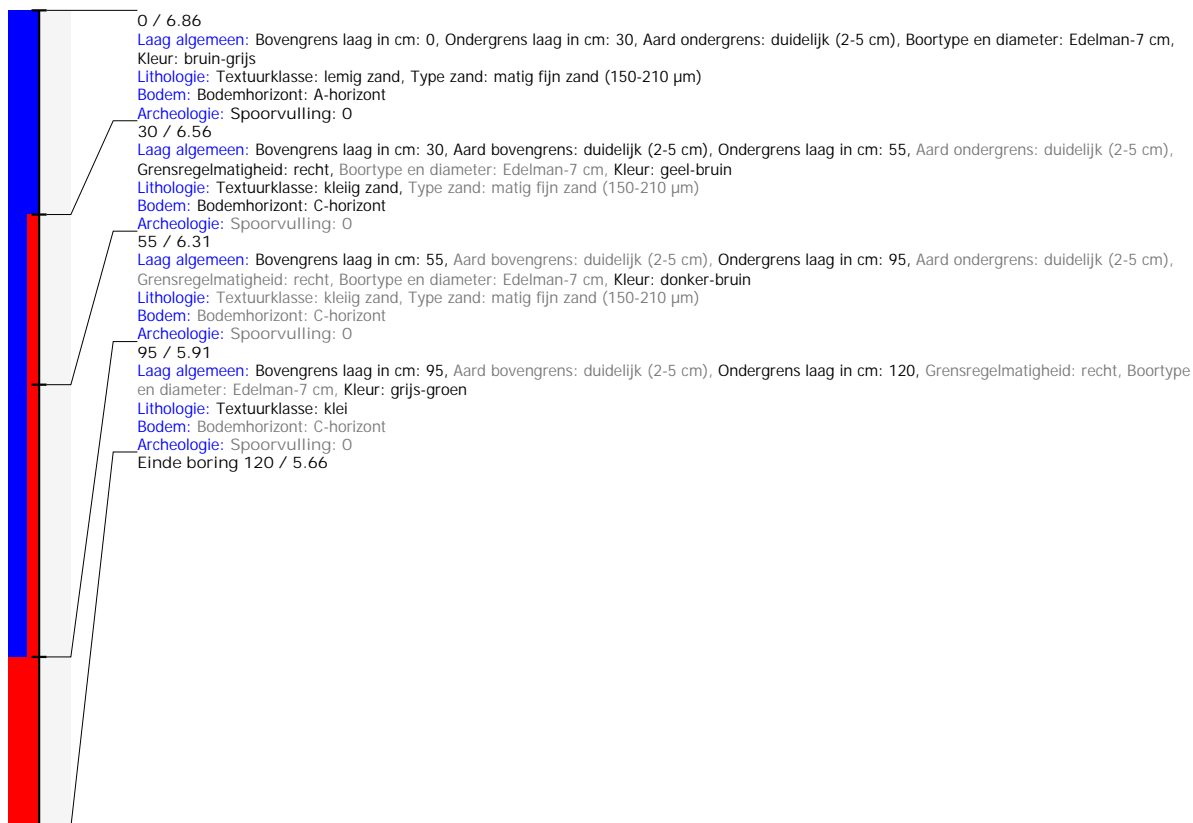 0 / 6.86
Laag algemeen: Bovengrens laag in cm: 0, Ondergrens laag in cm: 30, Aard ondergrens: duidelijk (2-5 cm), Boortype en diameter: Edelman-7 cm,
Kleur: bruin-grijs
Lithologie: Textuurklasse: lemig zand, Type zand: matig fijn zand (150-210 µm)
Bodem: Bodemhorizont: A-horizont
Archeologie: Spoorvulling: 0
30 / 6.56
Laag algemeen: Bovengrens laag in cm: 30, Aard bovengrens: duidelijk (2-5 cm), Ondergrens laag in cm: 55, Aard ondergrens: duidelijk (2-5 cm),
Grensregelmatigheid: recht, Boortype en diameter: Edelman-7 cm, Kleur: geel-bruin
Lithologie: Textuurklasse: kleiig zand, Type zand: matig fijn zand (150-210 µm)
Bodem: Bodemhorizont: C-horizont
Archeologie: Spoorvulling: 0
55 / 6.31
Laag algemeen: Bovengrens laag in cm: 55, Aard bovengrens: duidelijk (2-5 cm), Ondergrens laag in cm: 95, Aard ondergrens: duidelijk (2-5 cm),
Grensregelmatigheid: recht, Boortype en diameter: Edelman-7 cm, Kleur: donker-bruin
Lithologie: Textuurklasse: kleiig zand, Type zand: matig fijn zand (150-210 µm)
Bodem: Bodemhorizont: C-horizont
Archeologie: Spoorvulling: 0
95 / 5.91
Laag algemeen: Bovengrens laag in cm: 95, Aard bovengrens: duidelijk (2-5 cm), Ondergrens laag in cm: 120, Grensregelmatigheid: recht, Boortype
en diameter: Edelman-7 cm, Kleur: grijs-groen
Lithologie: Textuurklasse: klei
Bodem: Bodemhorizont: C-horizont
Archeologie: Spoorvulling: 0
Einde boring 120 / 5.66